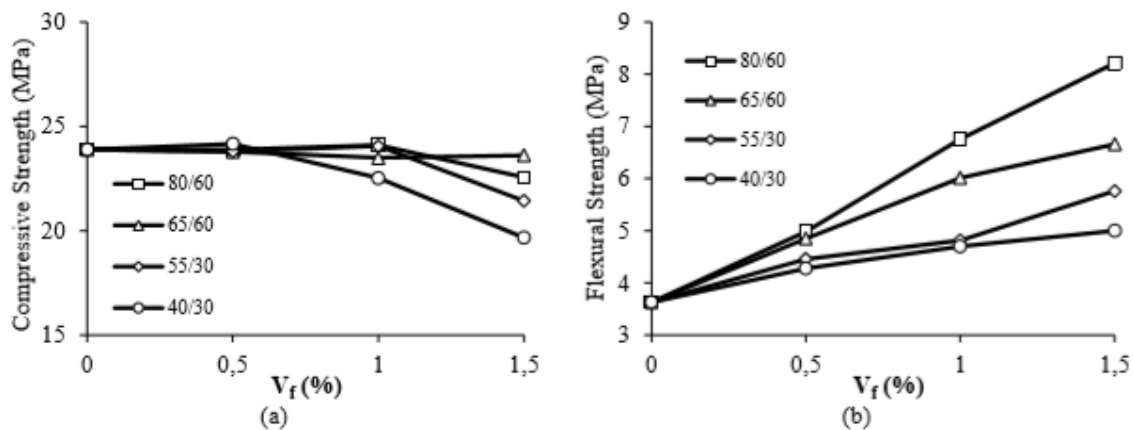 Compressive Strength (MPa)
30
25
20
15
80/60
65/60
55/30
40/30
0 0,5 1 1,5
Vf (%)
(a)
Flexural Strength (MPa)
9
8
7
6
5
4
3
80/60
65/60
55/30
40/30
0 0,5 1 1,5
Vf (%)
(b)